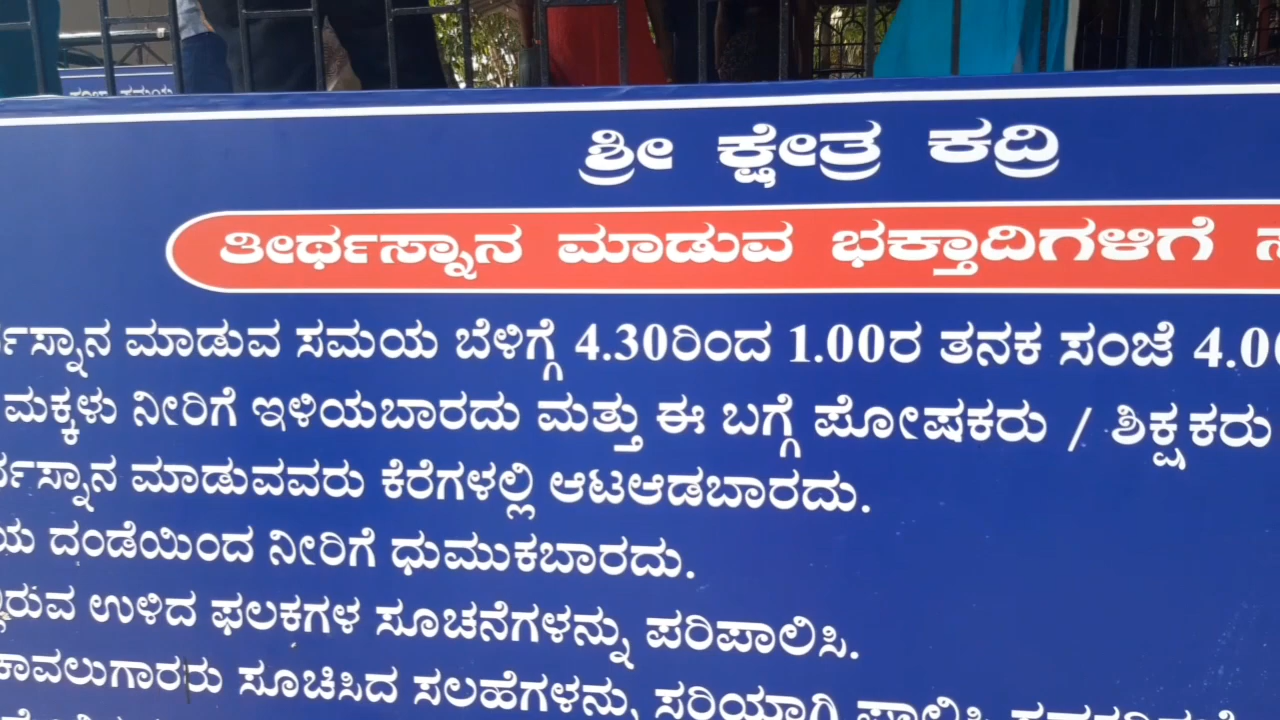 ಶ್ರೀ ಕ್ಷೇತ್ರ ಕದ್ರಿ
ತೀರ್ಥಸ್ನಾನ ಮಾಡುವ ಭಕ್ತಾದಿಗಳಿಗೆ
ಮಾಡುವ ಸಮಯ ಬೆಳಿಗ್ಗೆ 4.30ರಿಂದ 1.00ರ ತನಕ ಸಂಜೆ
ಮಕ್ಕಳು ನೀರಿಗೆ ಇಳಿಯಬಾರದು ಮತ್ತು ಈ ಬಗ್ಗೆ ಪೋಷಕರು / ಶಿಕ್ಷಕರು
ಮಾಡುವವರು ಕೆರೆಗಳಲ್ಲಿ ಆಟಆಡಬಾರದು.
ದಂಡೆಯಿಂದ ನೀರಿಗೆ ಧುಮುಕಬಾರದು.
ಉಳಿದ ಫಲಕಗಳ ಸೂಚನೆಗಳನ್ನು ಪರಿಪಾಲಿಸಿ.
ಕಾವಲುಗಾರರು ಸೂಚಿಸಿದ ಸಲಹೆಗಳನ್ನು ಸರಿಯಾಗಿ ಪಾಲಿಸಿ